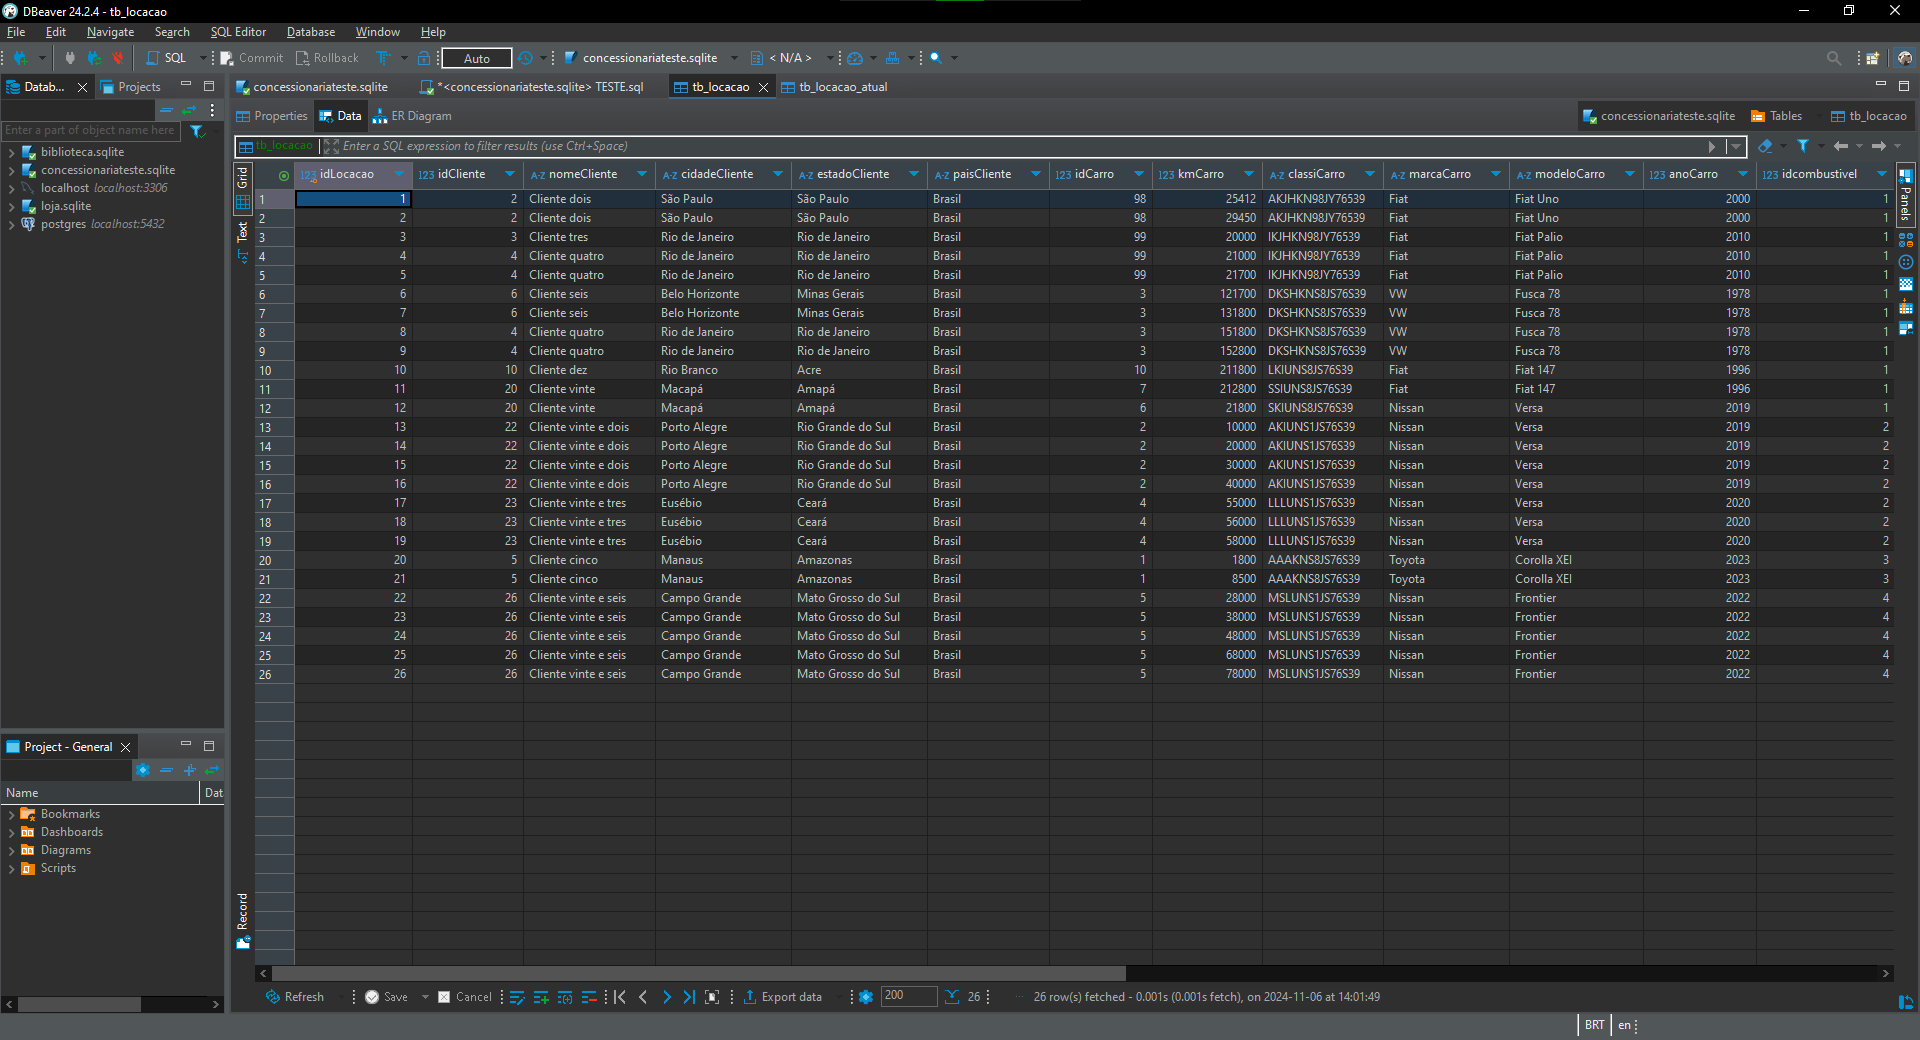 DBeaver 24.2.4 - tb_locacao
File Edit Navigate Search SQL Editor Database Window Help
SQL Commit Rollback Auto concessionariateste.sqlite < N/A >
Datab... Projects
Enter a part of object name here
biblioteca.sqlite
concessionariateste.sqlite
localhost localhost:3306
loja.sqlite
postgres localhost:5432
Project - General
Name Dat
Bookmarks
Dashboards
Diagrams
Scripts
concessionariateste.sqlite *<concessionariateste.sqlite> TESTE.sql tb_locacao tb_locacao_atual
Properties Data ER Diagram concessionariateste.sqlite Tables tb_locacao
tb_locacao Enter a SQL expression to filter results (use Ctrl+Space)
Grid
Text
Record
Panels
123 idLocacao 123 idCliente A-Z nomeCliente A-Z cidadeCliente A-Z estadoCliente A-Z paisCliente 123 idCarro 123 kmCarro A-Z classiCarro A-Z marcaCarro A-Z modeloCarro 123 anoCarro 123 idcombustivel
1 1 2 Cliente dois São Paulo São Paulo Brasil 98 25412 AKJHKN98JY76539 Fiat Fiat Uno 2000 1
2 2 2 Cliente dois São Paulo São Paulo Brasil 98 29450 AKJHKN98JY76539 Fiat Fiat Uno 2000 1
3 3 3 Cliente tres Rio de Janeiro Rio de Janeiro Brasil 99 20000 IKJHKN98JY76539 Fiat Fiat Palio 2010 1
4 4 4 Cliente quatro Rio de Janeiro Rio de Janeiro Brasil 99 21000 IKJHKN98JY76539 Fiat Fiat Palio 2010 1
5 5 4 Cliente quatro Rio de Janeiro Rio de Janeiro Brasil 99 21700 IKJHKN98JY76539 Fiat Fiat Palio 2010 1
6 6 6 Cliente seis Belo Horizonte Minas Gerais Brasil 3 121700 DKSHKNS8JS76S39 VW Fusca 78 1978 1
7 7 6 Cliente seis Belo Horizonte Minas Gerais Brasil 3 131800 DKSHKNS8JS76S39 VW Fusca 78 1978 1
8 8 4 Cliente quatro Rio de Janeiro Rio de Janeiro Brasil 3 151800 DKSHKNS8JS76S39 VW Fusca 78 1978 1
9 9 4 Cliente quatro Rio de Janeiro Rio de Janeiro Brasil 3 152800 DKSHKNS8JS76S39 VW Fusca 78 1978 1
10 10 10 Cliente dez Rio Branco Acre Brasil 10 211800 LKIUNS8JS76S39 Fiat Fiat 147 1996 1
11 11 20 Cliente vinte Macapá Amapá Brasil 7 212800 SSIUNS8JS76S39 Fiat Fiat 147 1996 1
12 12 20 Cliente vinte Macapá Amapá Brasil 6 21800 SKIUNS8JS76S39 Nissan Versa 2019 1
13 13 22 Cliente vinte e dois Porto Alegre Rio Grande do Sul Brasil 2 10000 AKIUNS1JS76S39 Nissan Versa 2019 2
14 14 22 Cliente vinte e dois Porto Alegre Rio Grande do Sul Brasil 2 20000 AKIUNS1JS76S39 Nissan Versa 2019 2
15 15 22 Cliente vinte e dois Porto Alegre Rio Grande do Sul Brasil 2 30000 AKIUNS1JS76S39 Nissan Versa 2019 2
16 16 22 Cliente vinte e dois Porto Alegre Rio Grande do Sul Brasil 2 40000 AKIUNS1JS76S39 Nissan Versa 2019 2
17 17 23 Cliente vinte e tres Eusébio Ceará Brasil 4 55000 LLLUNS1JS76S39 Nissan Versa 2020 2
18 18 23 Cliente vinte e tres Eusébio Ceará Brasil 4 56000 LLLUNS1JS76S39 Nissan Versa 2020 2
19 19 23 Cliente vinte e tres Eusébio Ceará Brasil 4 58000 LLLUNS1JS76S39 Nissan Versa 2020 2
20 20 5 Cliente cinco Manaus Amazonas Brasil 1 1800 AAAKNS8JS76S39 Toyota Corolla XEI 2023 3
21 21 5 Cliente cinco Manaus Amazonas Brasil 1 8500 AAAKNS8JS76S39 Toyota Corolla XEI 2023 3
22 22 26 Cliente vinte e seis Campo Grande Mato Grosso do Sul Brasil 5 28000 MSLUNS1JS76S39 Nissan Frontier 2022 4
23 23 26 Cliente vinte e seis Campo Grande Mato Grosso do Sul Brasil 5 38000 MSLUNS1JS76S39 Nissan Frontier 2022 4
24 24 26 Cliente vinte e seis Campo Grande Mato Grosso do Sul Brasil 5 48000 MSLUNS1JS76S39 Nissan Frontier 2022 4
25 25 26 Cliente vinte e seis Campo Grande Mato Grosso do Sul Brasil 5 68000 MSLUNS1JS76S39 Nissan Frontier 2022 4
26 26 26 Cliente vinte e seis Campo Grande Mato Grosso do Sul Brasil 5 78000 MSLUNS1JS76S39 Nissan Frontier 2022 4
Refresh Save Cancel Export data 200 26 26 row(s) fetched - 0.001s (0.001s fetch), on 2024-11-06 at 14:01:49
BRT en